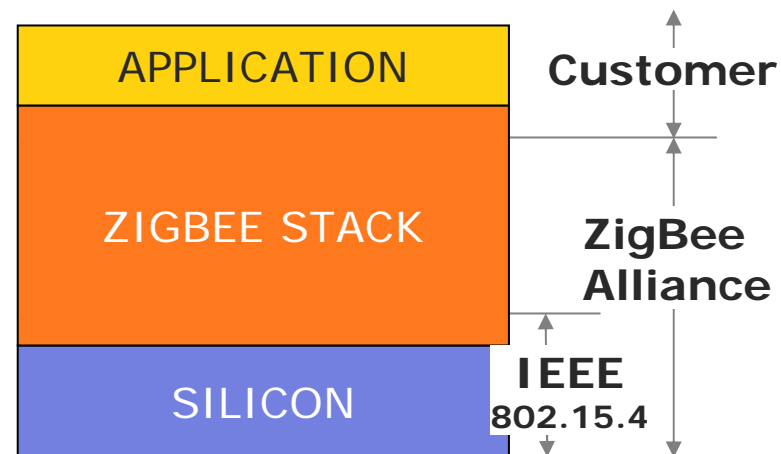 APPLICATION
Customer
ZIGBEE STACK
ZigBee
Alliance
SILICON
IEEE
802.15.4